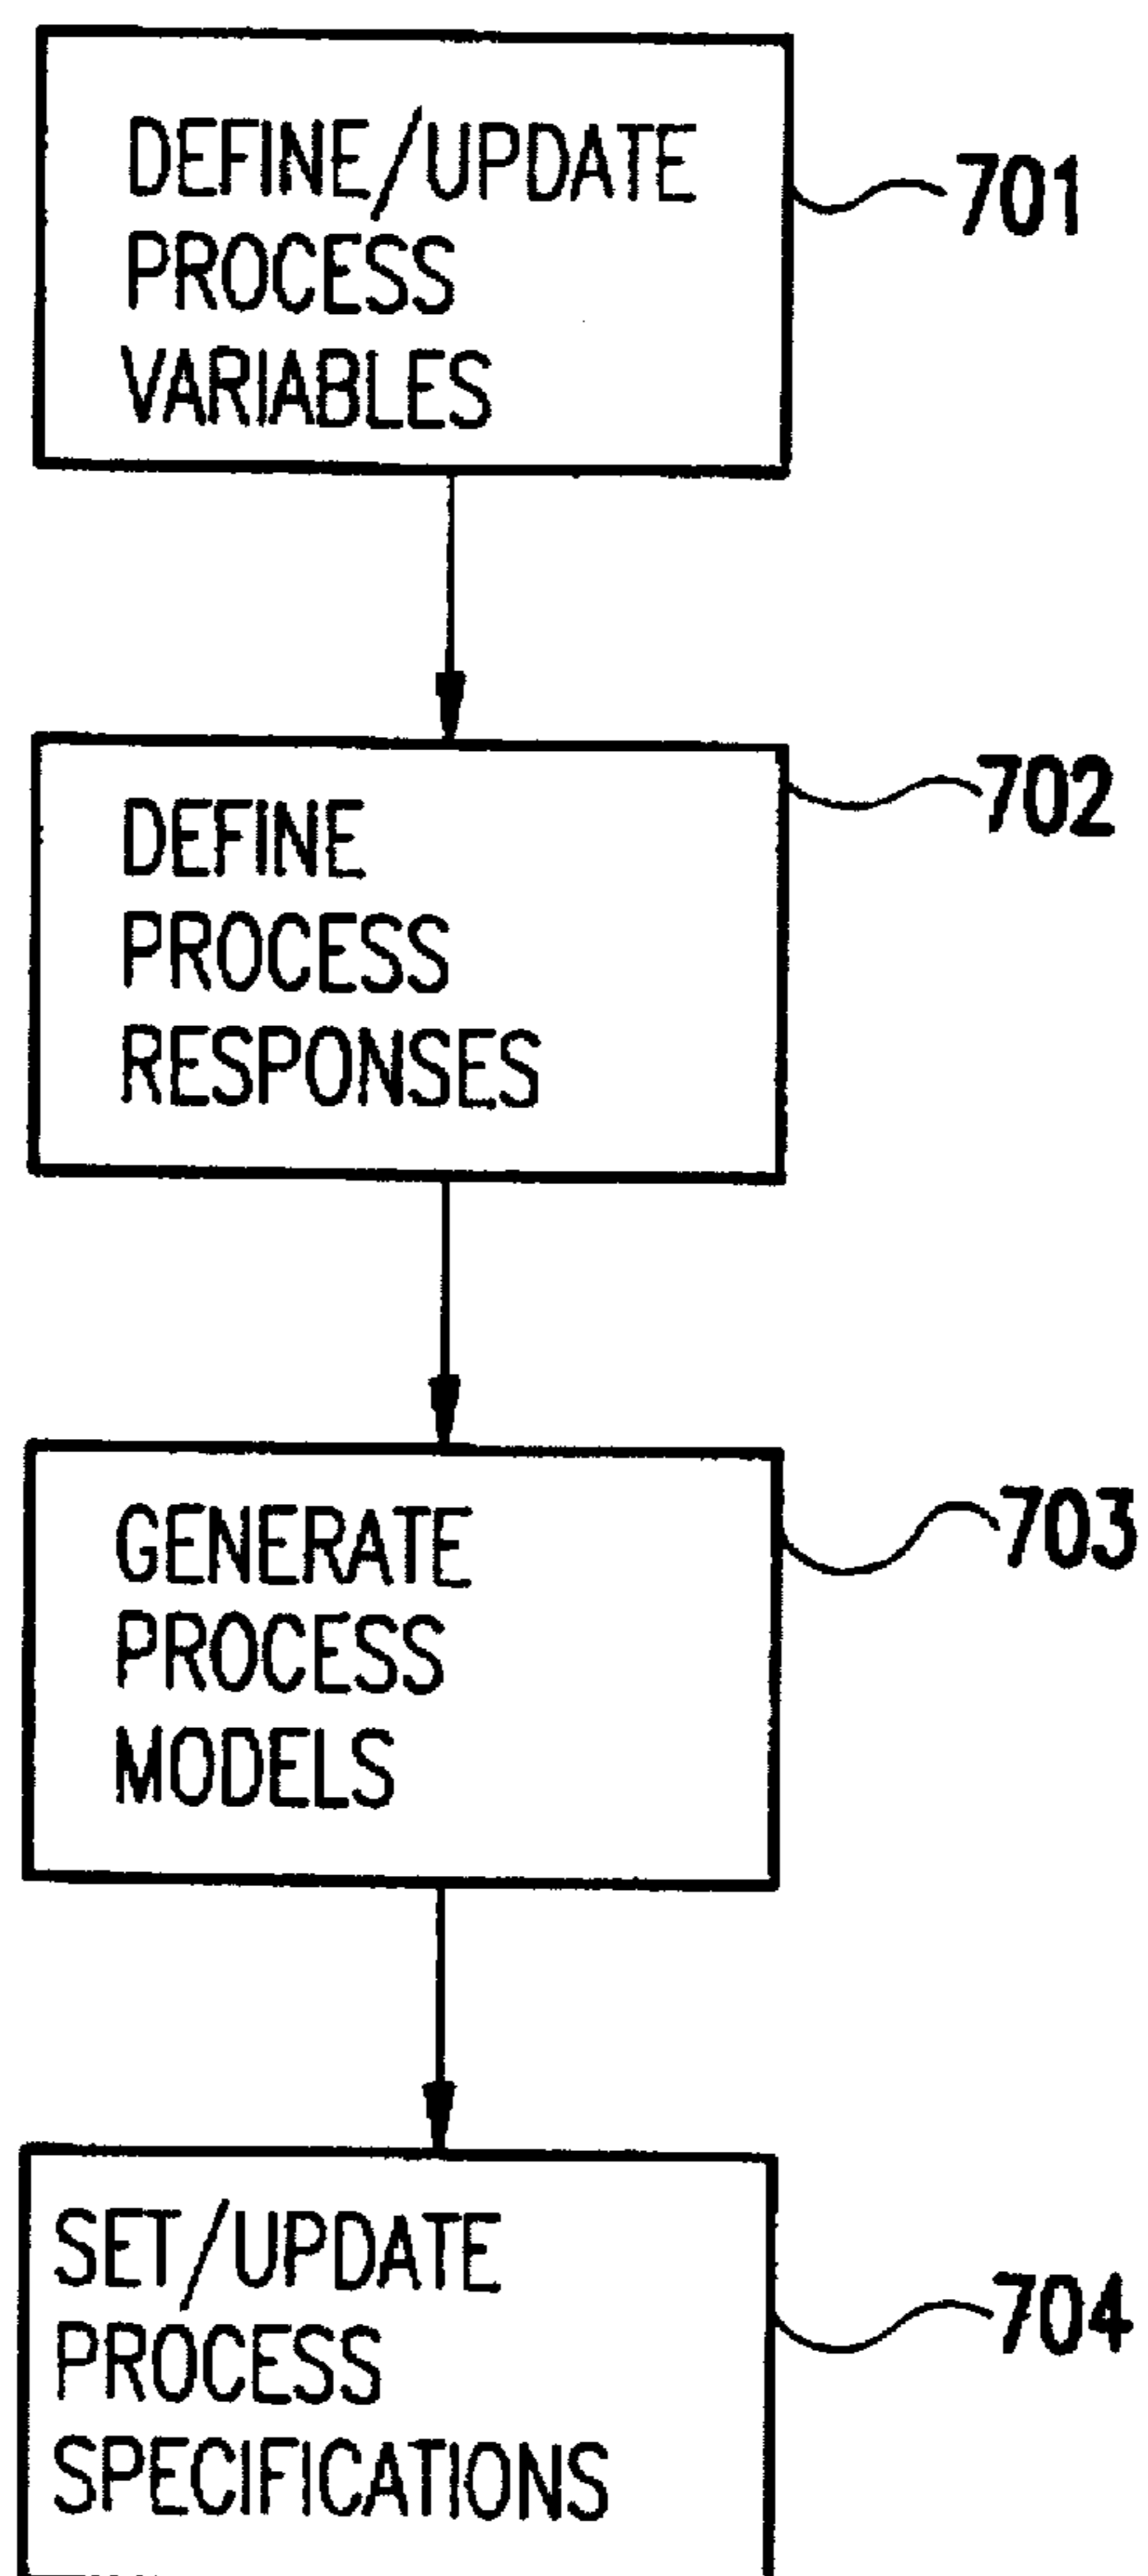 DEFINE/UPDATE
PROCESS
VARIABLES
701
DEFINE
PROCESS
RESPONSES
702
GENERATE
PROCESS
MODELS
703
SET/UPDATE
PROCESS
SPECIFICATIONS
704